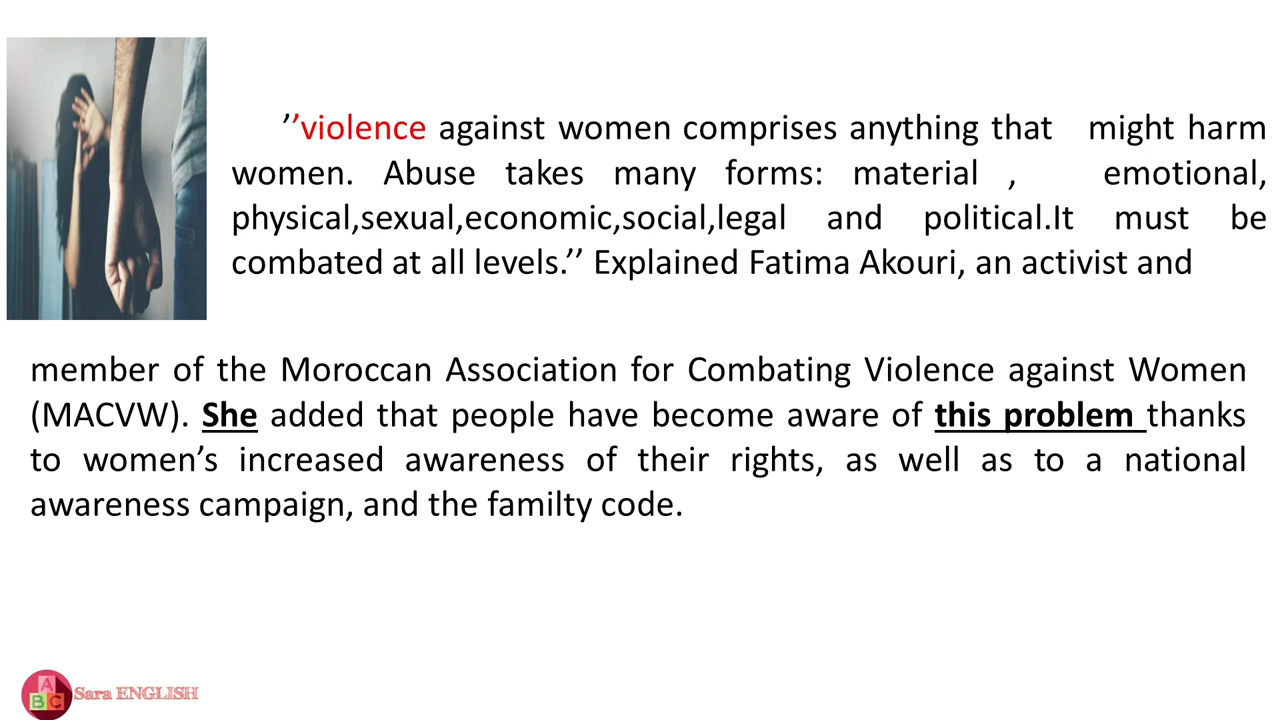 ’’violence against women comprises anything that might harm
women. Abuse takes many forms: material , emotional,
physical,sexual,economic,social,legal and political.It must be
combated at all levels.’’ Explained Fatima Akouri, an activist and
member of the Moroccan Association for Combating Violence against Women
(MACVW). She added that people have become aware of this problem thanks
to women’s increased awareness of their rights, as well as to a national
awareness campaign, and the familty code.
A
B C
Sara ENGLISH